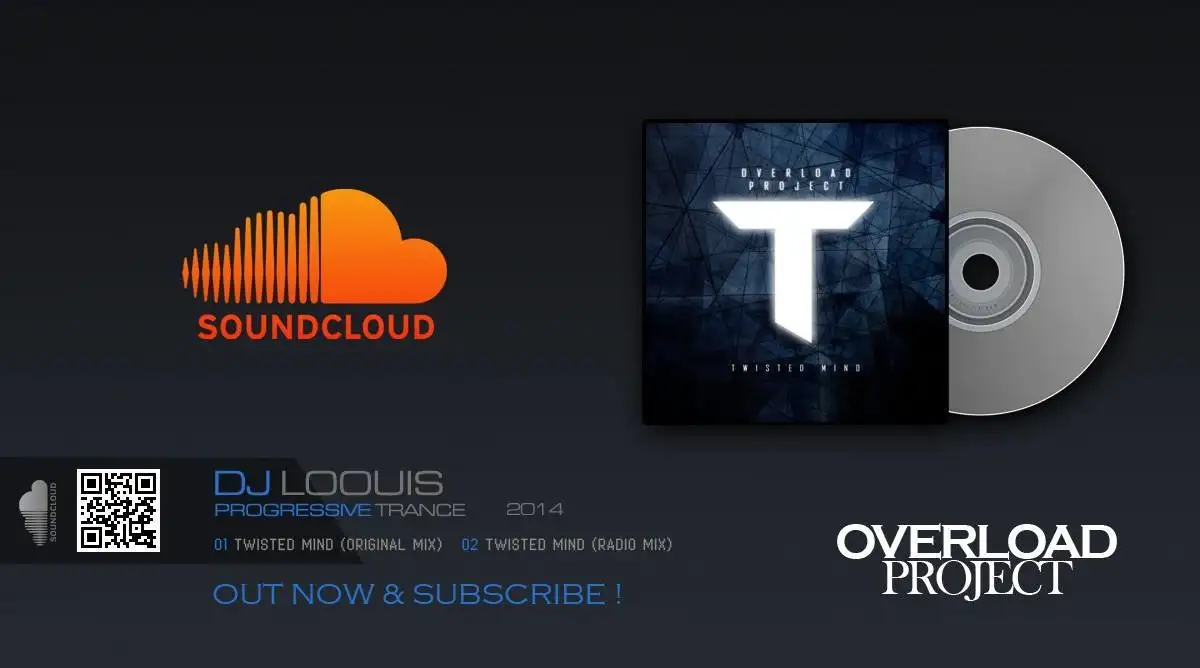 SOUNDCLOUD
OVERLOAD
PROJECT
T
TWISTED MIND
SOUNDCLOUD
DJ LOOUIS
PROGRESSIVE TRANCE 2014
01 TWISTED MIND (ORIGINAL MIX) 02 TWISTED MIND (RADIO MIX)
OUT NOW & SUBSCRIBE !
OVERLOAD
PROJECT